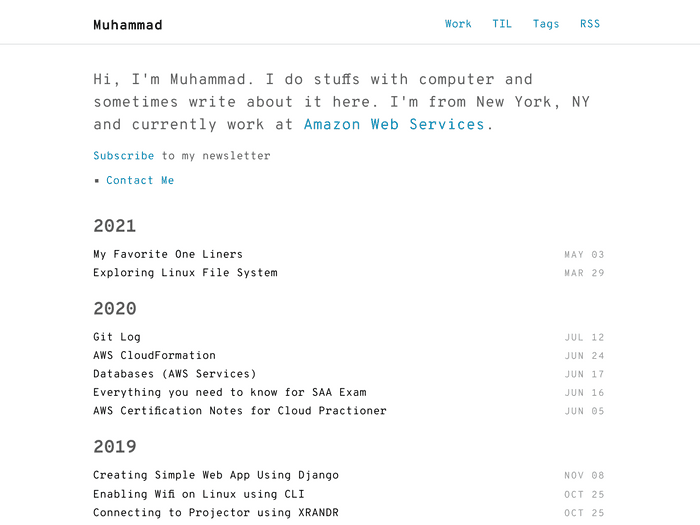 Muhammad
Work TIL Tags RSS
Hi, I'm Muhammad. I do stuffs with computer and
sometimes write about it here. I'm from New York, NY
and currently work at Amazon Web Services.
Subscribe to my newsletter
▪ Contact Me
2021
My Favorite One Liners MAY 03
Exploring Linux File System MAR 29
2020
Git Log JUL 12
AWS CloudFormation JUN 24
Databases (AWS Services) JUN 17
Everything you need to know for SAA Exam JUN 16
AWS Certification Notes for Cloud Practioner JUN 05
2019
Creating Simple Web App Using Django NOV 08
Enabling Wifi on Linux using CLI OCT 25
Connecting to Projector using XRANDR OCT 25